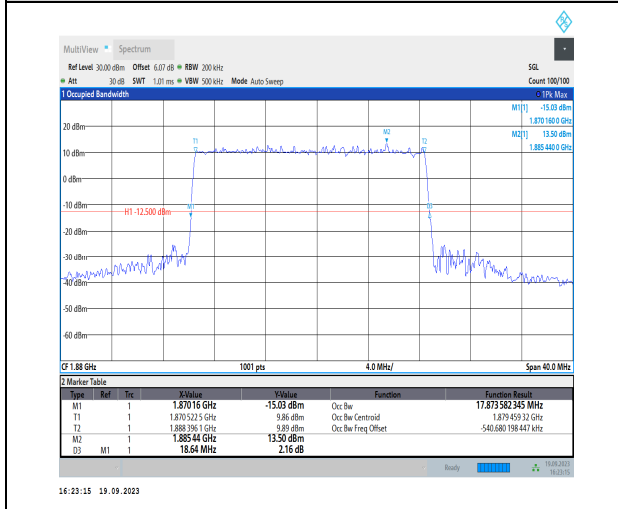 MultiView Spectrum
Ref Level 30.00 dBm Offset 6.07 dB RBW 200 kHz SGL
Att 30 dB SWT 1.01 ms VBW 500 kHz Mode Auto Sweep Count 100/100
1 Occupied Bandwidth 1Pk Max
M1[1] -15.03 dBm
1.870 160 0 GHz
M2[1] 13.50 dBm
1.885 440 0 GHz
20 dBm
M2
T1 T2
10 dBm
0 dBm
-10 dBm
M1 D3
H1 -12.500 dBm
-20 dBm
-30 dBm
-40 dBm
-50 dBm
-60 dBm
CF 1.88 GHz 1001 pts 4.0 MHz/ Span 40.0 MHz
2 Marker Table
Type Ref Trc X-Value Y-Value Function Function Result
M1 1 1.870 16 GHz -15.03 dBm Occ Bw 17.873 582 345 MHz
T1 1 1.870 522 5 GHz 9.86 dBm Occ Bw Centroid 1.879 459 32 GHz
T2 1 1.888 396 1 GHz 9.89 dBm Occ Bw Freq Offset -540.680 198 447 kHz
M2 1 1.885 44 GHz 13.50 dBm
D3 M1 1 18.64 MHz 2.16 dB
Ready 19.09.2023
16:23:15
16:23:15 19.09.2023